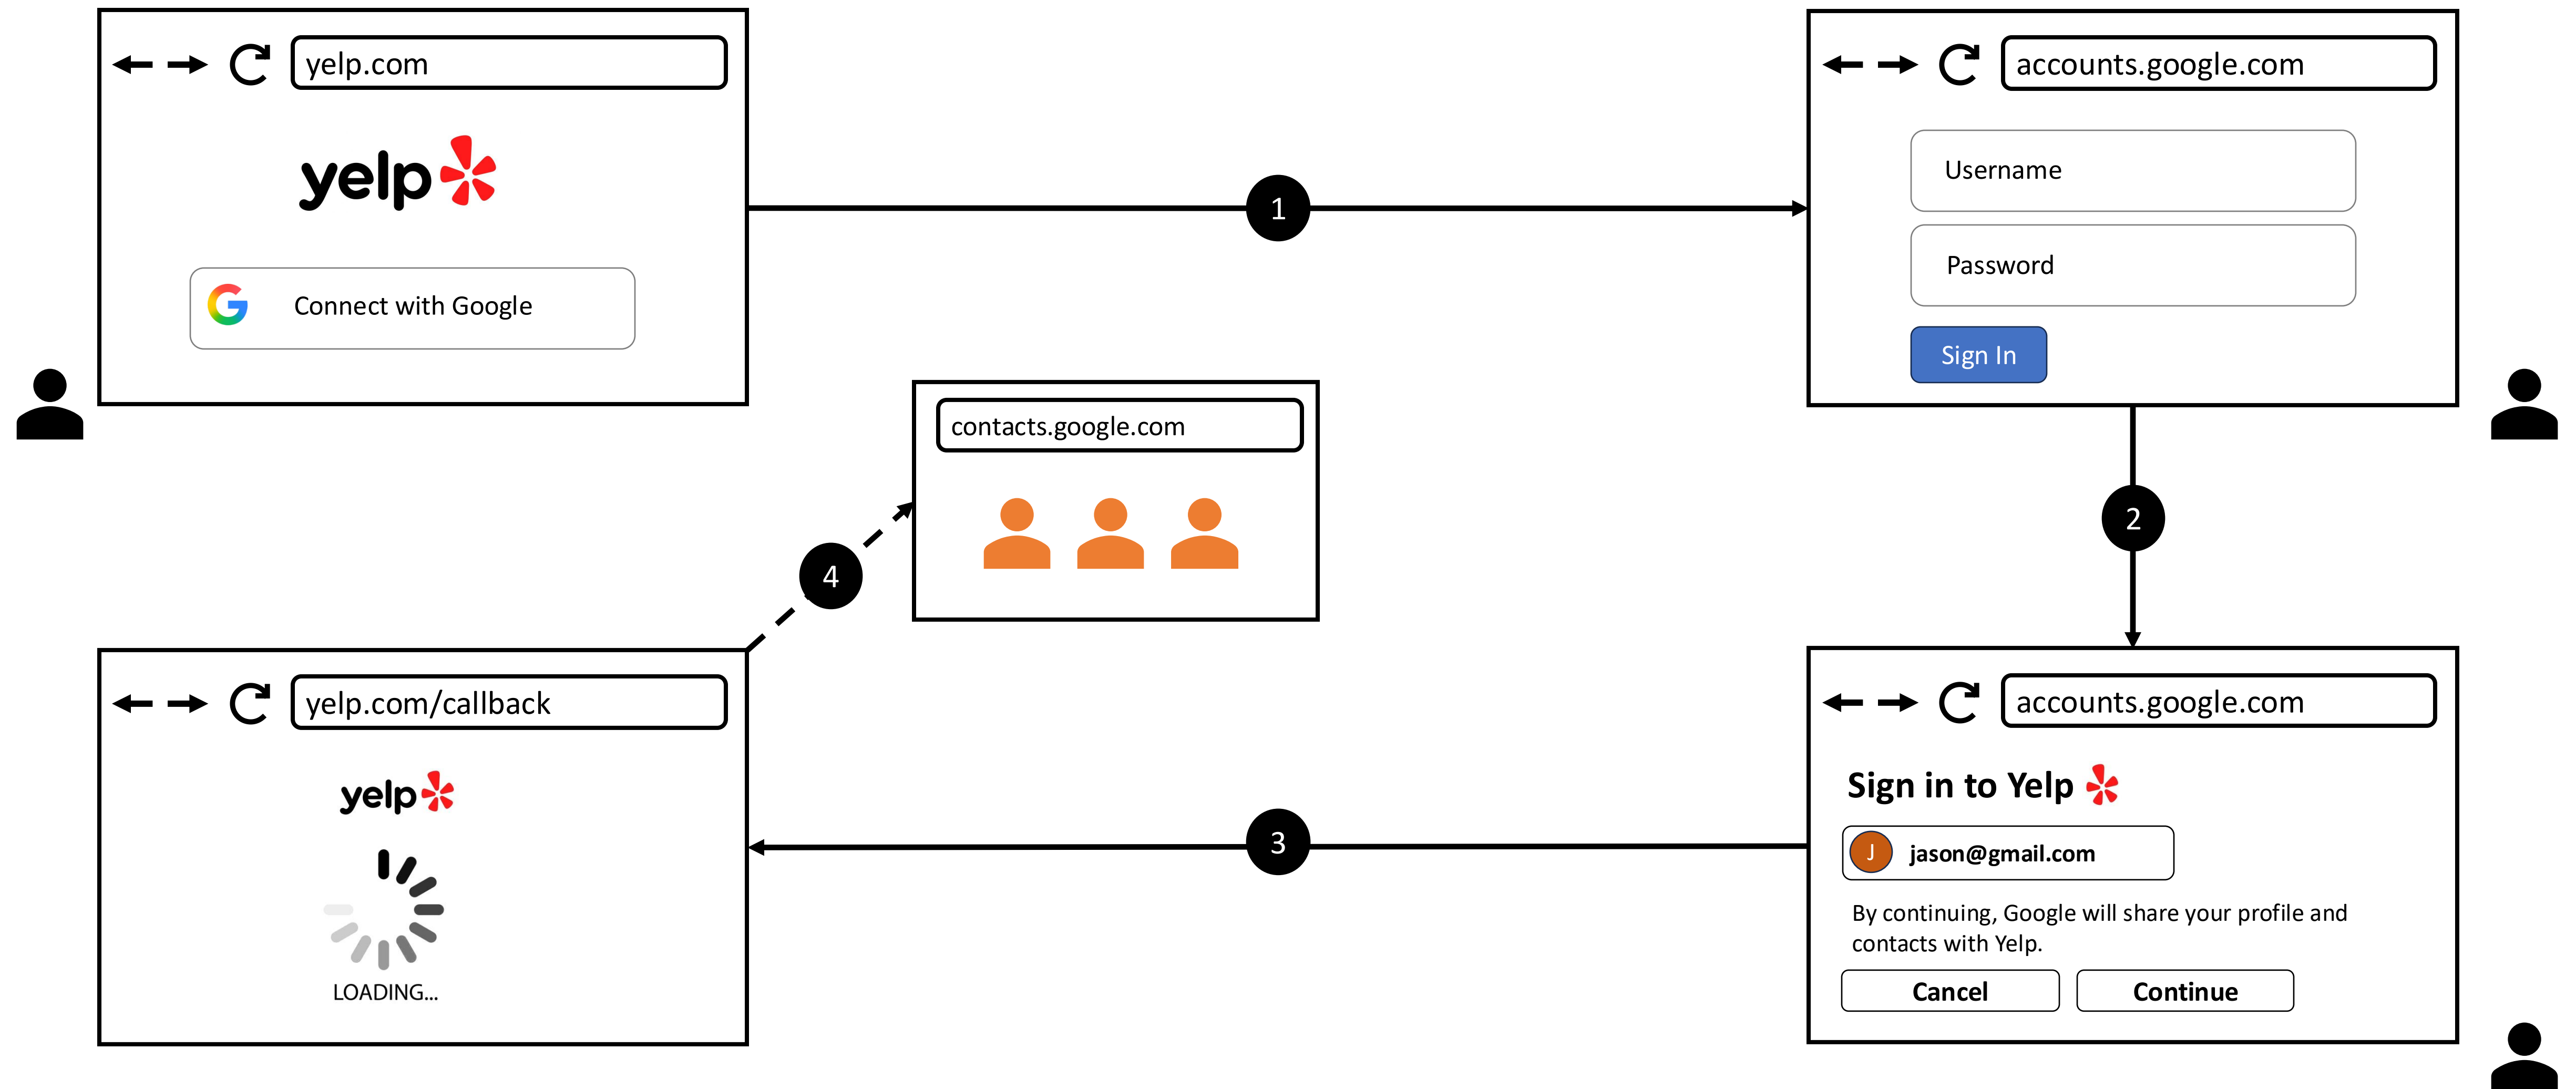 yelp.com
yelp
Connect with Google
1
accounts.google.com
Username
Password
Sign In
2
accounts.google.com
Sign in to Yelp
J
jason@gmail.com
By continuing, Google will share your profile and
contacts with Yelp.
Cancel
Continue
3
yelp.com/callback
yelp
LOADING...
4
contacts.google.com